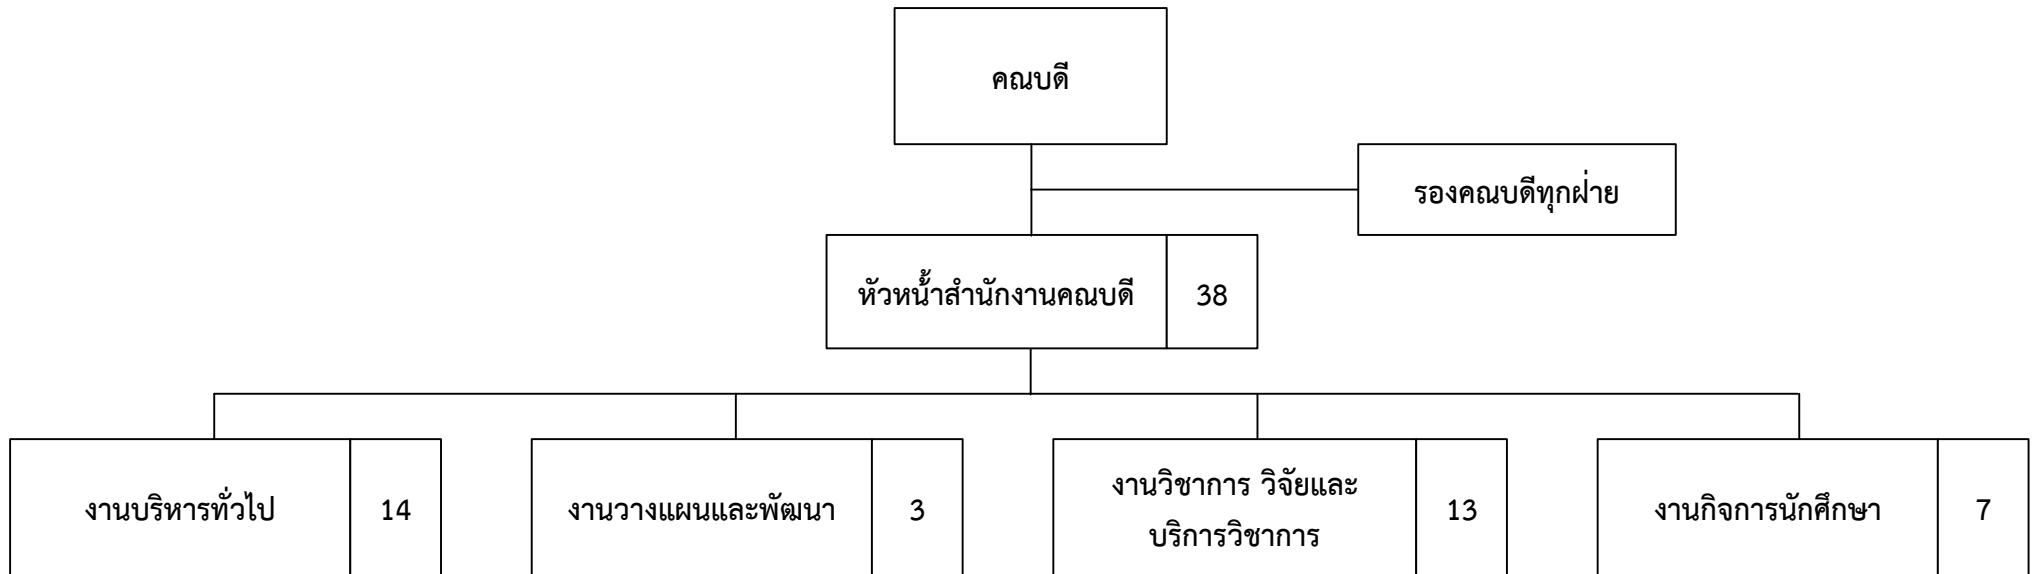 คณบดี
รองคณบดีทุกฝ่าย
หัวหน้้าสำนักงานคณบดี 38
งานบริหารทั่วไป 14
งานวางแผนและพัฒนา 3
งานวิชาการ วิจัยและ
บริการวิชาการ
13
งานกิจการนักศึกษา 7